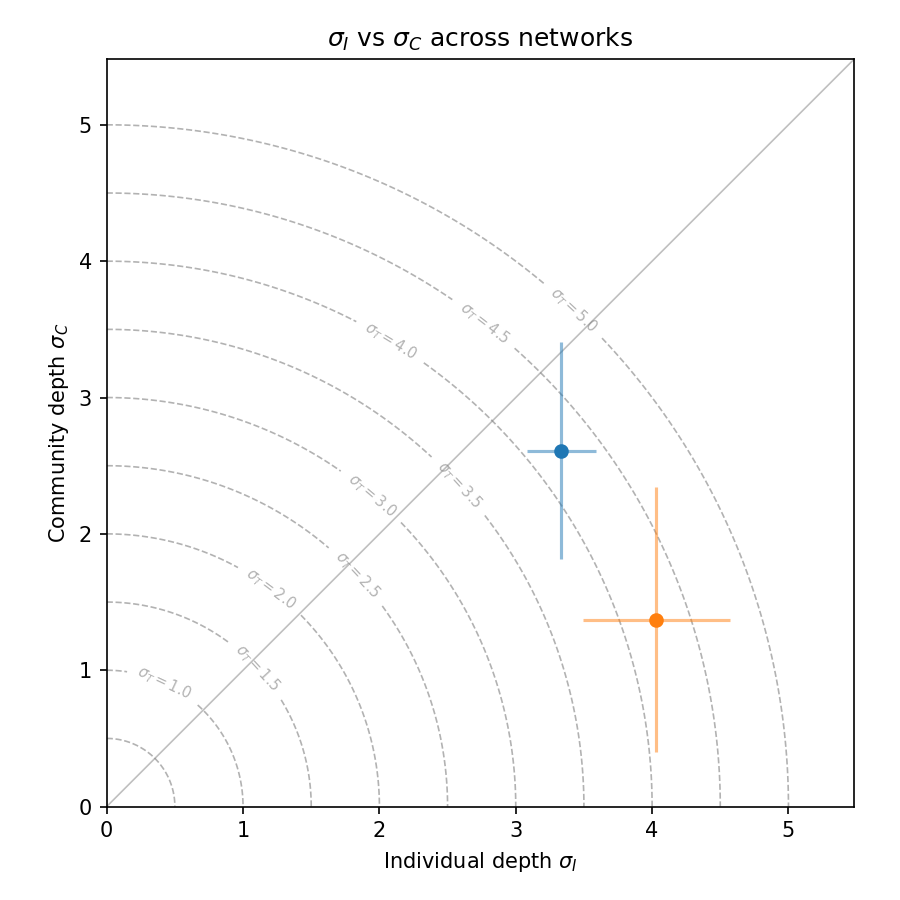 σ_I vs σ_C across networks
5
4
3
2
1
0
Community depth σ_C
σ_T = 5.0
σ_T = 4.5
σ_T = 4.0
σ_T = 3.5
σ_T = 3.0
σ_T = 2.5
σ_T = 2.0
σ_T = 1.5
σ_T = 1.0
0 1 2 3 4 5
Individual depth σ_I